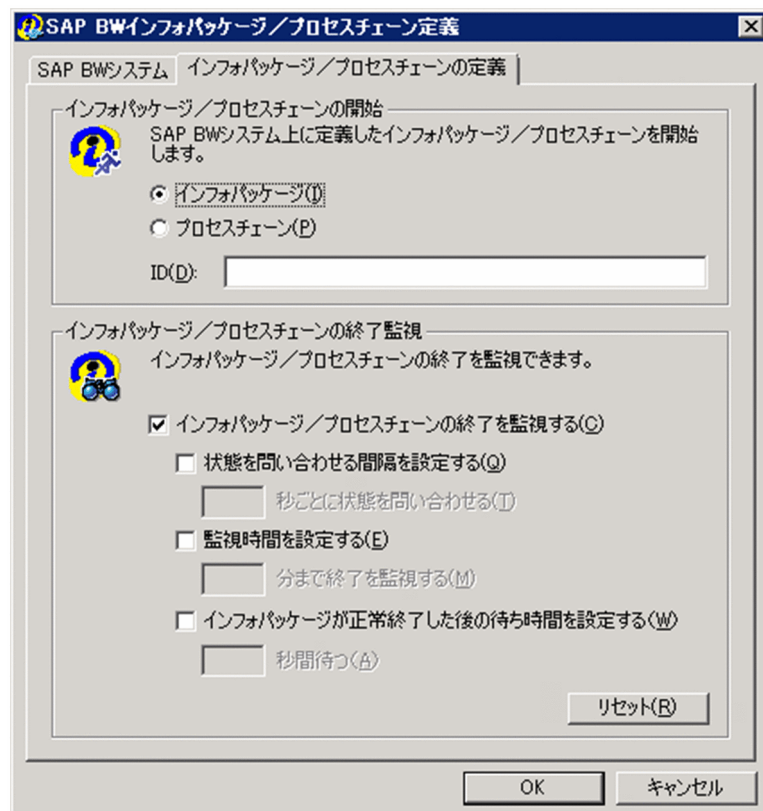 SAP BWインフォパッケージ／プロセスチェーン定義
SAP BWシステム
インフォパッケージ／プロセスチェーンの定義
インフォパッケージ／プロセスチェーンの開始
SAP BWシステム上に定義したインフォパッケージ／プロセスチェーンを開始
します。
インフォパッケージ(I)
プロセスチェーン(P)
ID(D):
インフォパッケージ／プロセスチェーンの終了監視
インフォパッケージ／プロセスチェーンの終了を監視できます。
インフォパッケージ／プロセスチェーンの終了を監視する(C)
状態を問い合わせる間隔を設定する(Q)
秒ごとに状態を問い合わせる(T)
監視時間を設定する(E)
分まで終了を監視する(M)
インフォパッケージが正常終了した後の待ち時間を設定する(W)
秒間待つ(A)
リセット(R)
OK
キャンセル